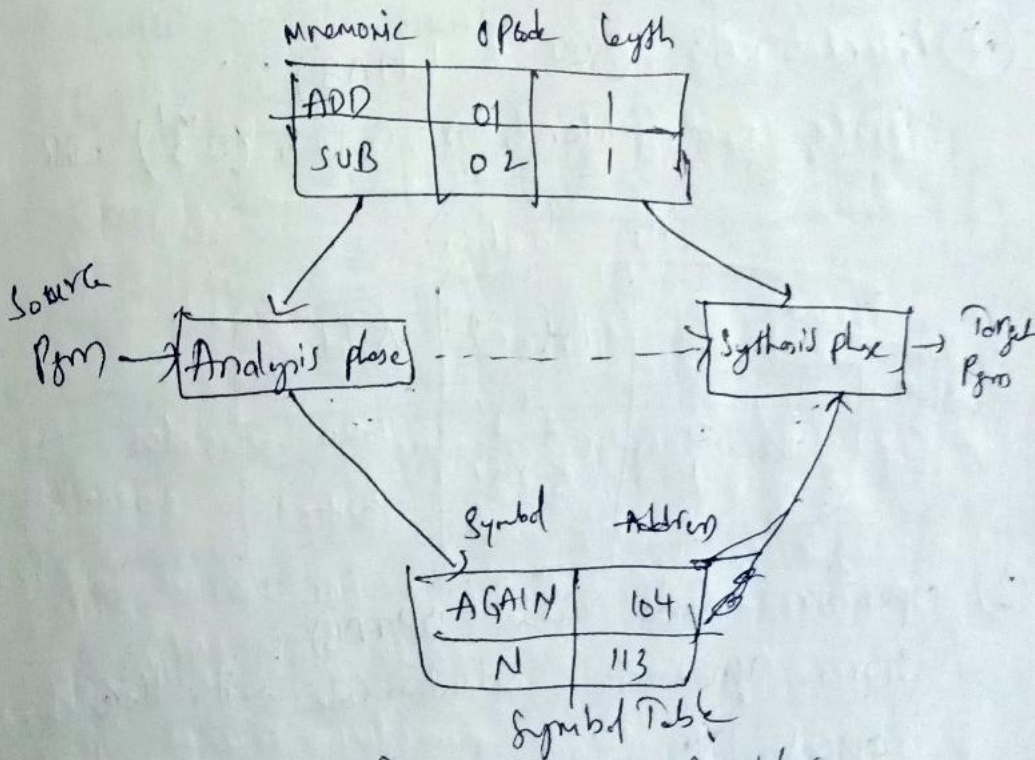 Mnemonic opcode length
ADD 01 1
SUB 02 1
Source
Pgm
Analysis phase
Sythesis phase
Target
Pgm
Symbol Address
AGAIN 104
N 113
Symbol Table